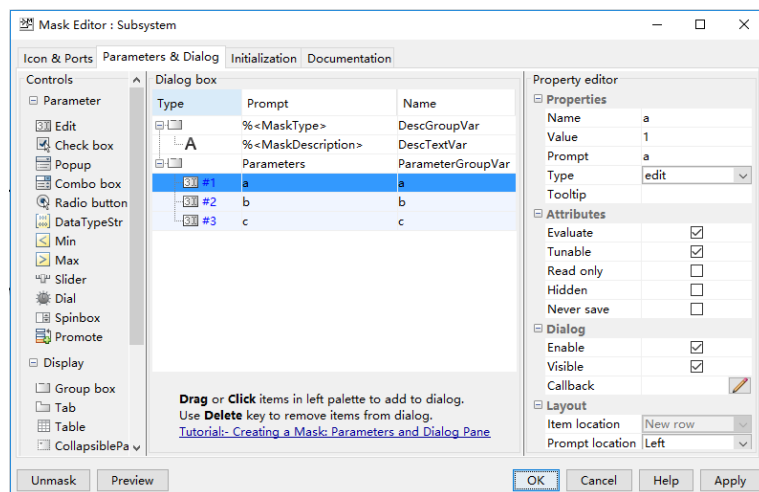 Mask Editor : Subsystem
Icon & Ports Parameters & Dialog Initialization Documentation
Controls
Parameter
Edit
Check box
Popup
Combo box
Radio button
DataTypeStr
Min
Max
Slider
Dial
Spinbox
Promote
Display
Group box
Tab
Table
CollapsiblePa
Dialog box
Type Prompt Name
%<MaskType> DescGroupVar
A %<MaskDescription> DescTextVar
Parameters ParameterGroupVar
#1 a a
#2 b b
#3 c c
Drag or Click items in left palette to add to dialog.
Use Delete key to remove items from dialog.
Tutorial:- Creating a Mask: Parameters and Dialog Pane
Property editor
Properties
Name a
Value 1
Prompt a
Type edit
Tooltip
Attributes
Evaluate
Tunable
Read only
Hidden
Never save
Dialog
Enable
Visible
Callback
Layout
Item location New row
Prompt location Left
Unmask Preview OK Cancel Help Apply